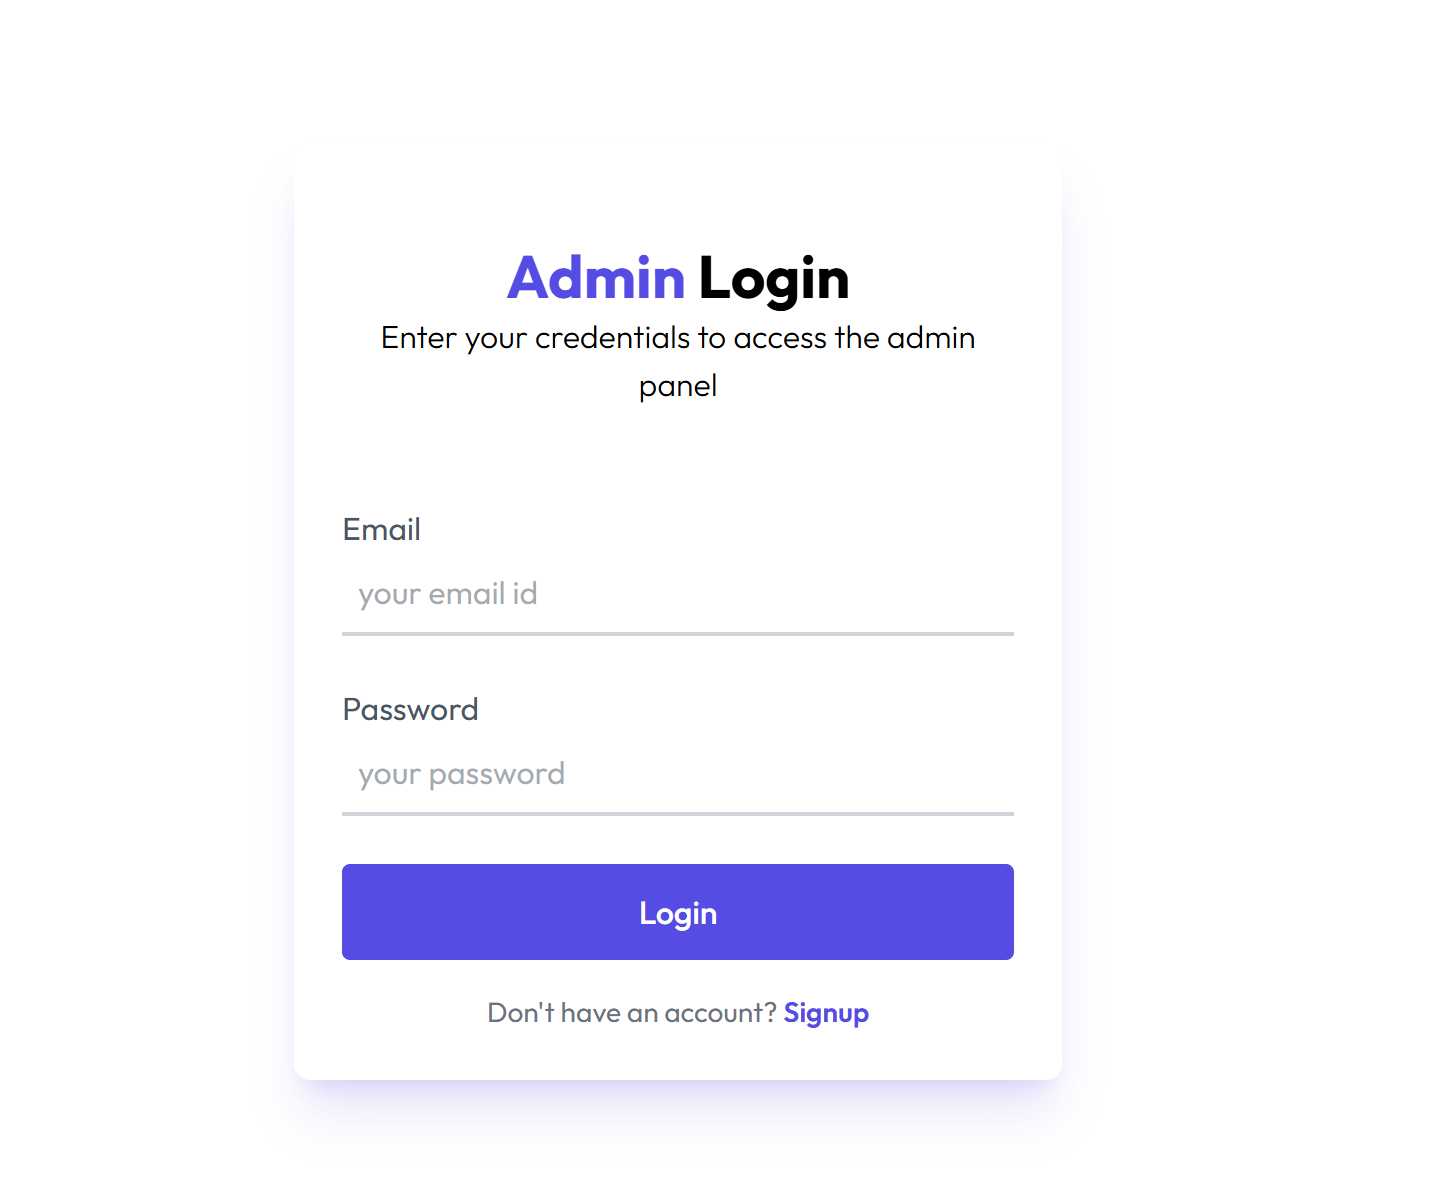 Admin Login
Enter your credentials to access the admin
panel
Email
your email id
Password
your password
Login
Don't have an account? Signup